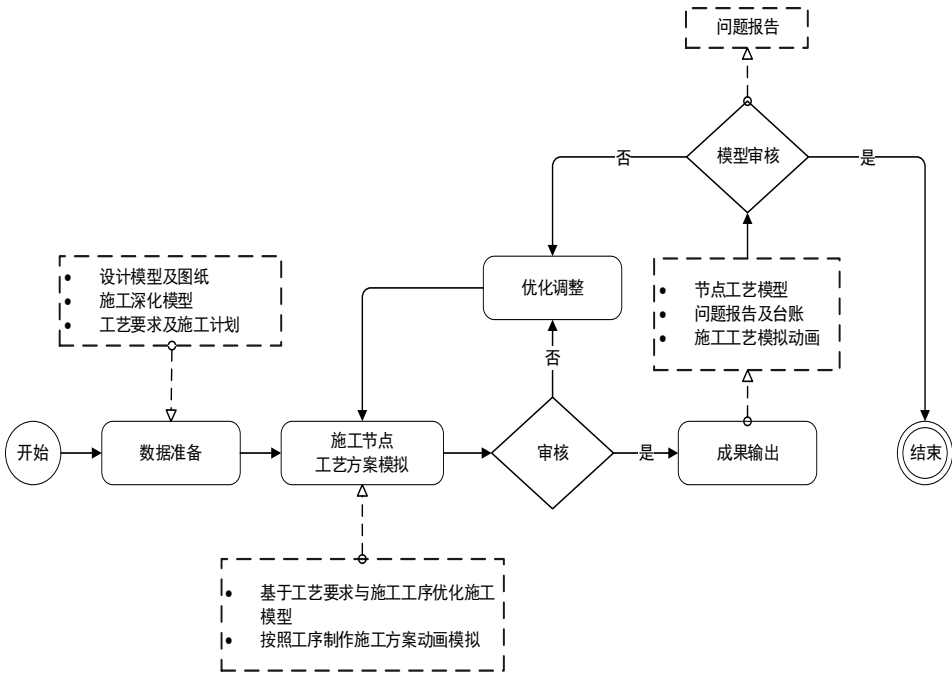 问题报告
模型审核
否
是
设计模型及图纸
施工深化模型
工艺要求及施工计划
优化调整
节点工艺模型
问题报告及台账
施工工艺模拟动画
否
开始
数据准备
施工节点
工艺方案模拟
审核
是
成果输出
结束
基于工艺要求与施工工序优化施工
模型
按照工序制作施工方案动画模拟